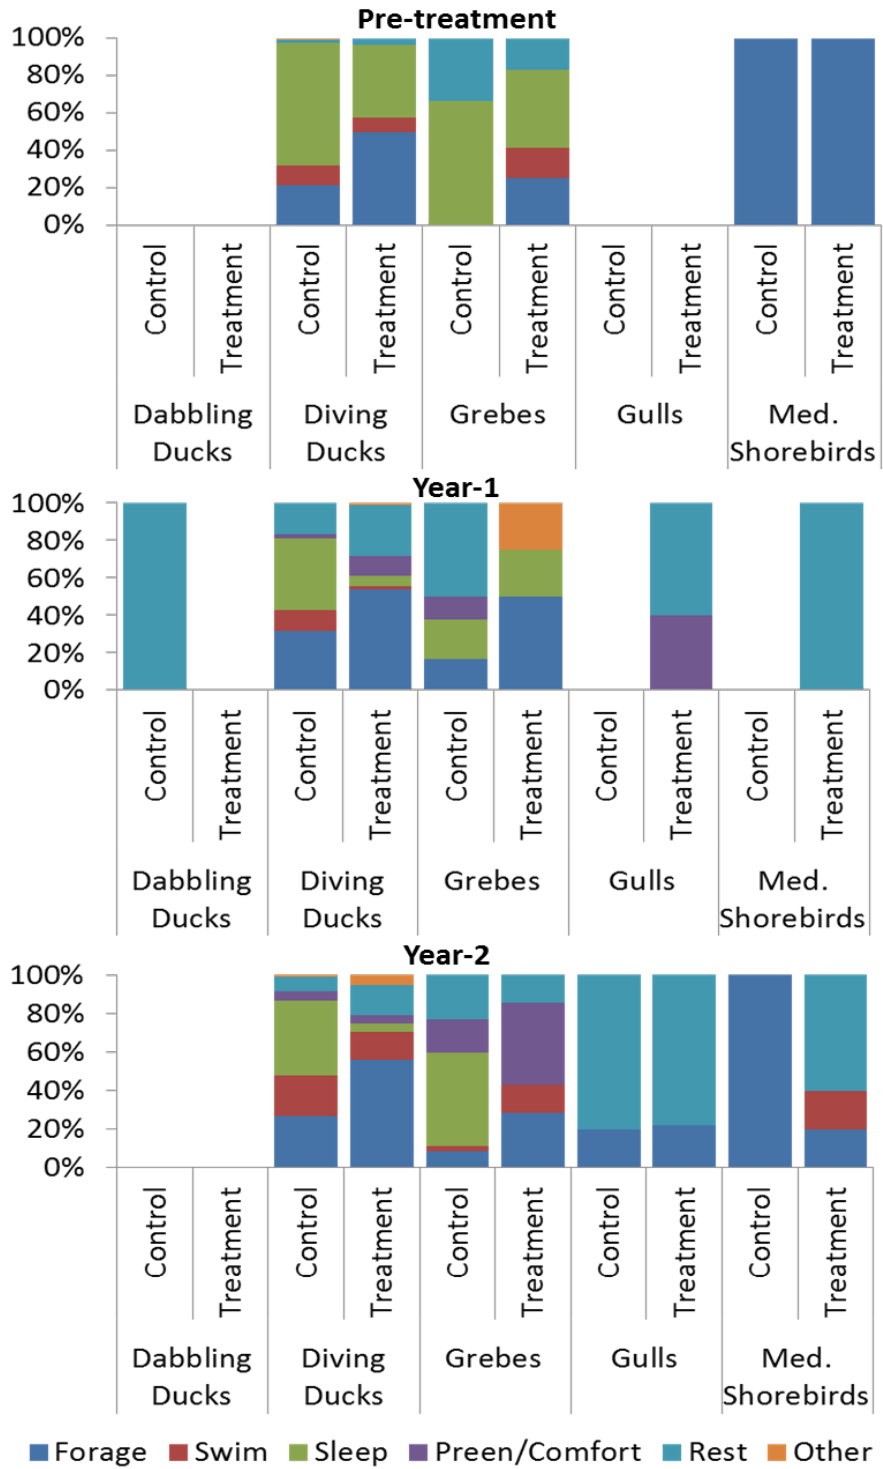 Pre-treatment
100%
80%
60%
40%
20%
0%
Control Treatment Control Treatment Control Treatment Control Treatment Control Treatment
Dabbling Diving Grebes Gulls Med.
Ducks Ducks Shorebirds
Year-1
100%
80%
60%
40%
20%
0%
Control Treatment Control Treatment Control Treatment Control Treatment Control Treatment
Dabbling Diving Grebes Gulls Med.
Ducks Ducks Shorebirds
Year-2
100%
80%
60%
40%
20%
0%
Control Treatment Control Treatment Control Treatment Control Treatment Control Treatment
Dabbling Diving Grebes Gulls Med.
Ducks Ducks Shorebirds
Forage Swim Sleep Preen/Comfort Rest Other